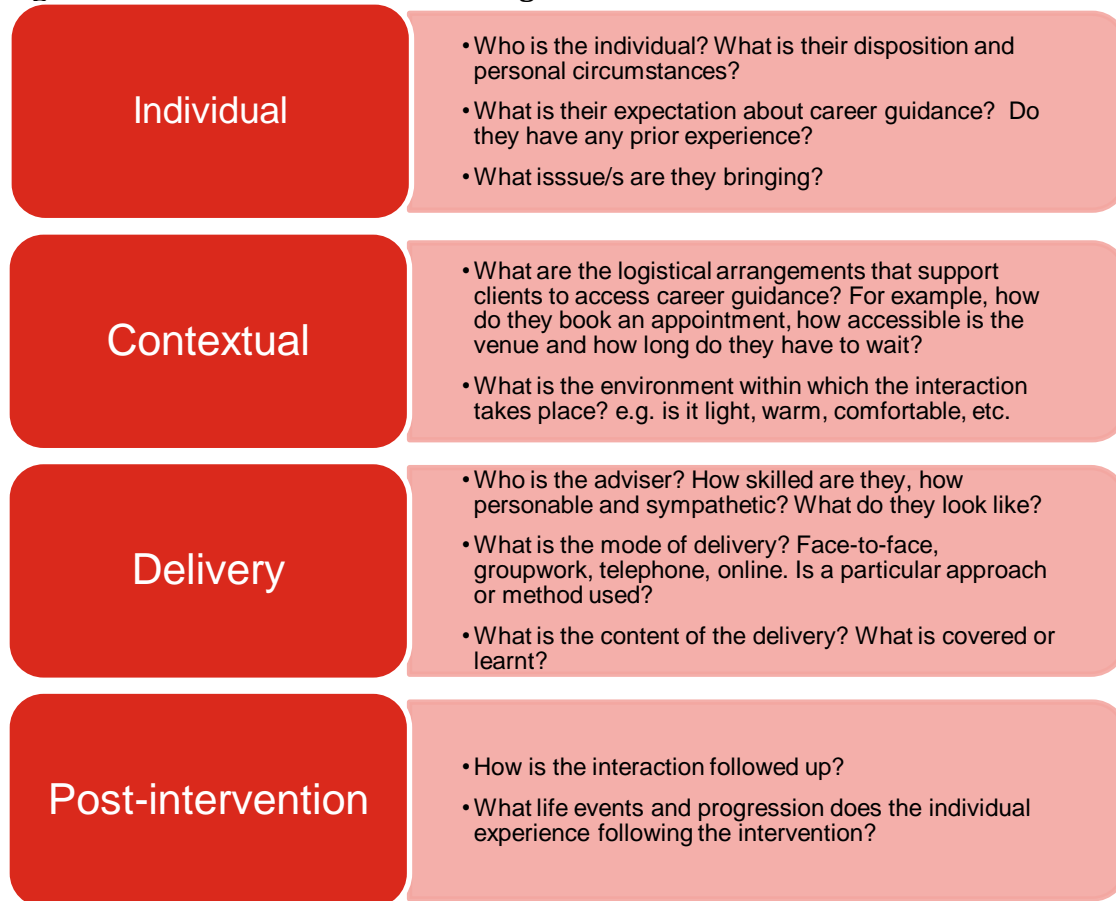 Individual
•Who is the individual? What is their disposition and
personal circumstances?
•What is their expectation about career guidance?  Do
they have any prior experience?
•What isssue/s are they bringing?
Contextual
•What are the logistical arrangements that support
clients to access career guidance? For example, how
do they book an appointment, how accessible is the
venue and how long do they have to wait?
•What is the environment within which the interaction
takes place? e.g. is it light, warm, comfortable, etc.
Delivery
•Who is the adviser? How skilled are they, how
personable and sympathetic? What do they look like?
•What is the mode of delivery? Face-to-face,
groupwork, telephone, online. Is a particular approach
or method used?
•What is the content of the delivery? What is covered or
learnt?
Post-intervention
•How is the interaction followed up?
•What life events and progression does the individual
experience following the intervention?